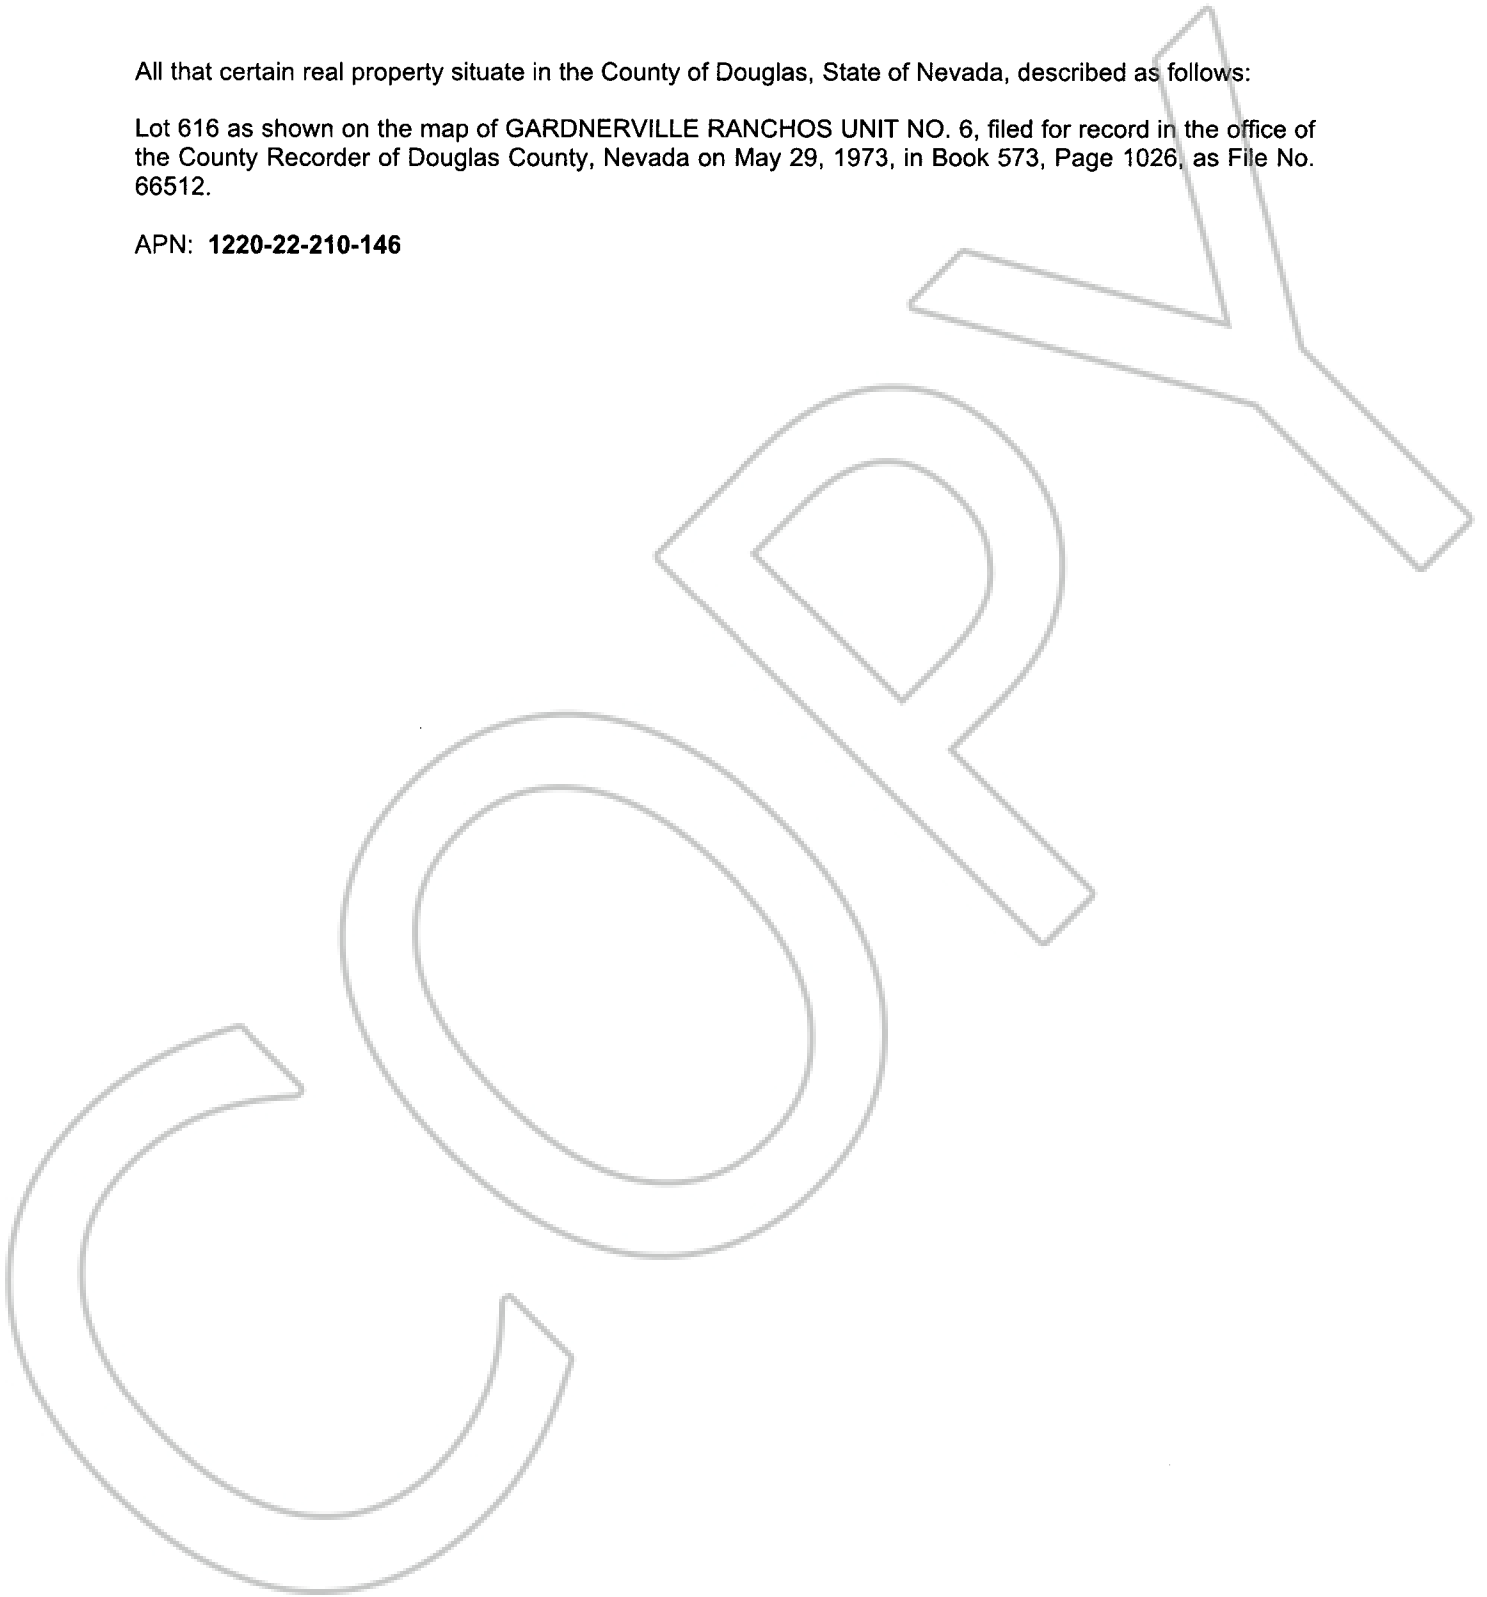 All that certain real property situate in the County of Douglas, State of Nevada, described as follows:
Lot 616 as shown on the map of GARDNERVILLE RANCHOS UNIT NO. 6, filed for record in the office of
the County Recorder of Douglas County, Nevada on May 29, 1973, in Book 573, Page 1026, as File No.
66512.
APN: 1220-22-210-146
COPY